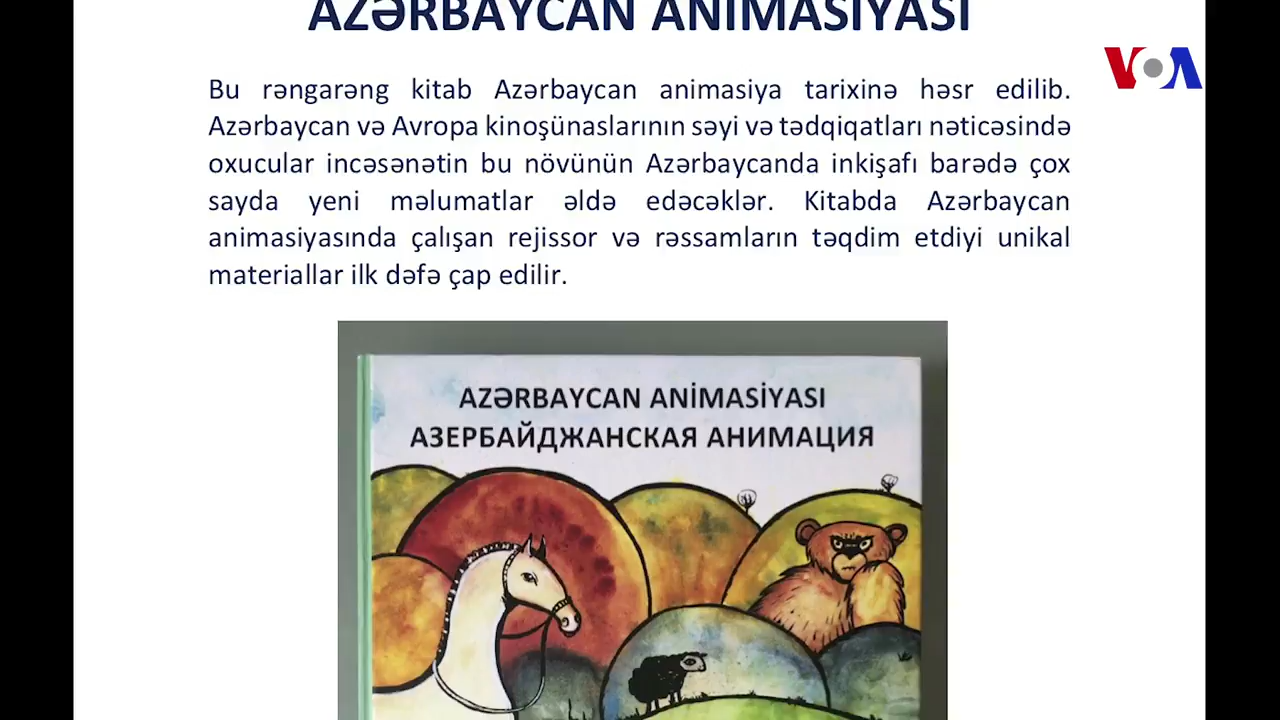 AZƏRBAYCAN ANİMASİYASI
VOA
Bu rəngarəng kitab Azərbaycan animasiya tarixinə həsr edilib.
Azərbaycan və Avropa kinoşünaslarının səyi və tədqiqatları nəticəsində
oxucular incəsənətin bu növünün Azərbaycanda inkişafı barədə çox
sayda yeni məlumatlar əldə edəcəklər. Kitabda Azərbaycan
animasiyasında çalışan rejissor və rəssamların təqdim etdiyi unikal
materiallar ilk dəfə çap edilir.
AZƏRBAYCAN ANİMASİYASI
АЗЕРБАЙДЖАНСКАЯ АНИМАЦИЯ